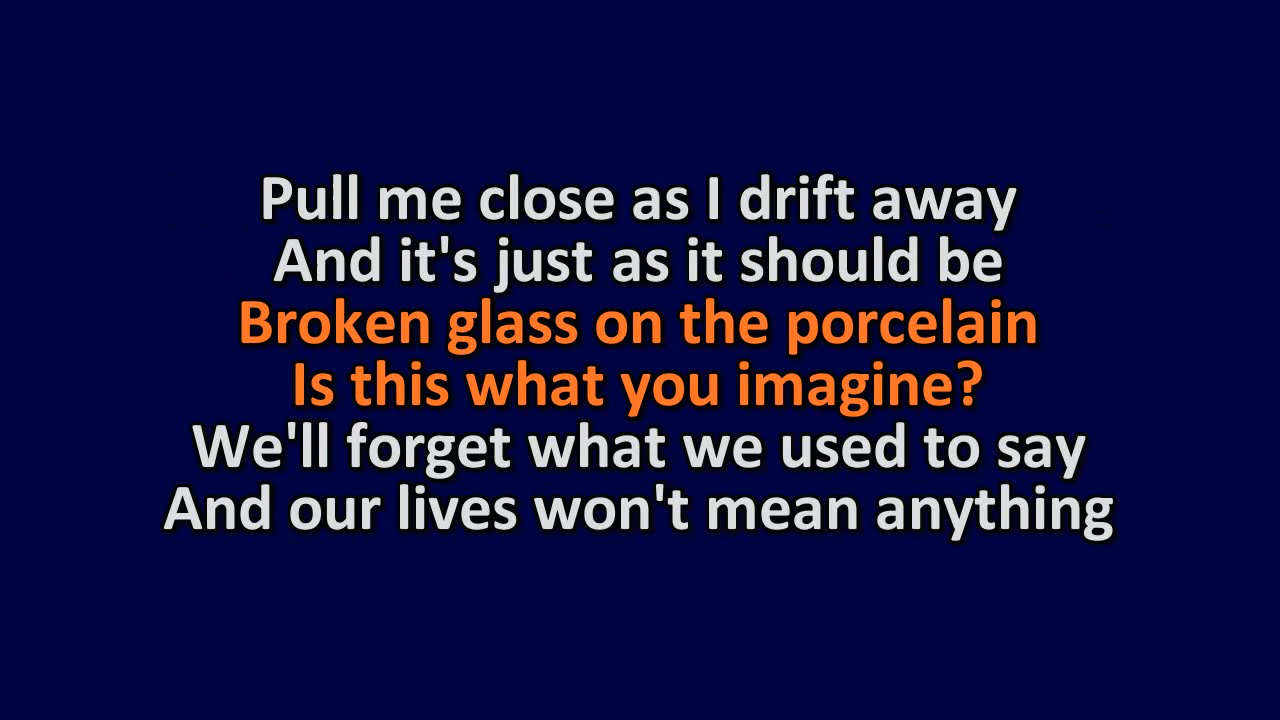 Pull me close as I drift away
And it's just as it should be
Broken glass on the porcelain
Is this what you imagine?
We'll forget what we used to say
And our lives won't mean anything